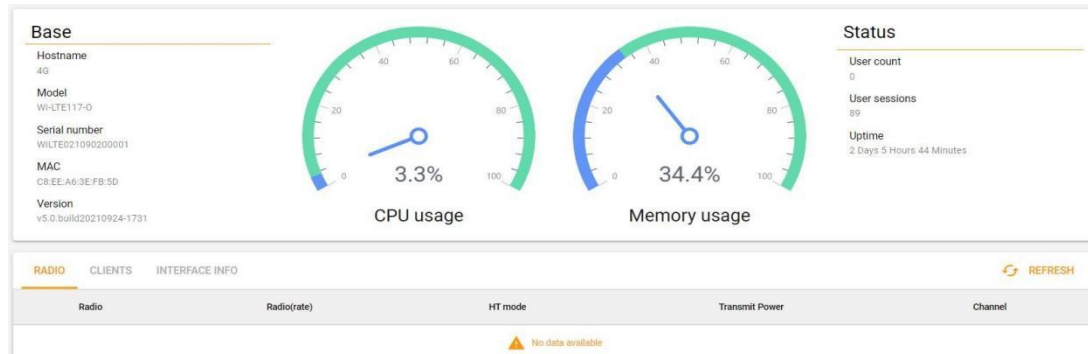 Base
Hostname
4G
Model
WI-LTE117-O
Serial number
WILTE021090200001
MAC
C8:EE:A6:3E:FB:5D
Version
v5.0.build20210924-1731
0
20
40
60
80
100
3.3%
CPU usage
0
20
40
60
80
100
34.4%
Memory usage
Status
User count
0
User sessions
89
Uptime
2 Days 5 Hours 44 Minutes
RADIO CLIENTS INTERFACE INFO REFRESH
Radio Radio(rate) HT mode Transmit Power Channel
No data available